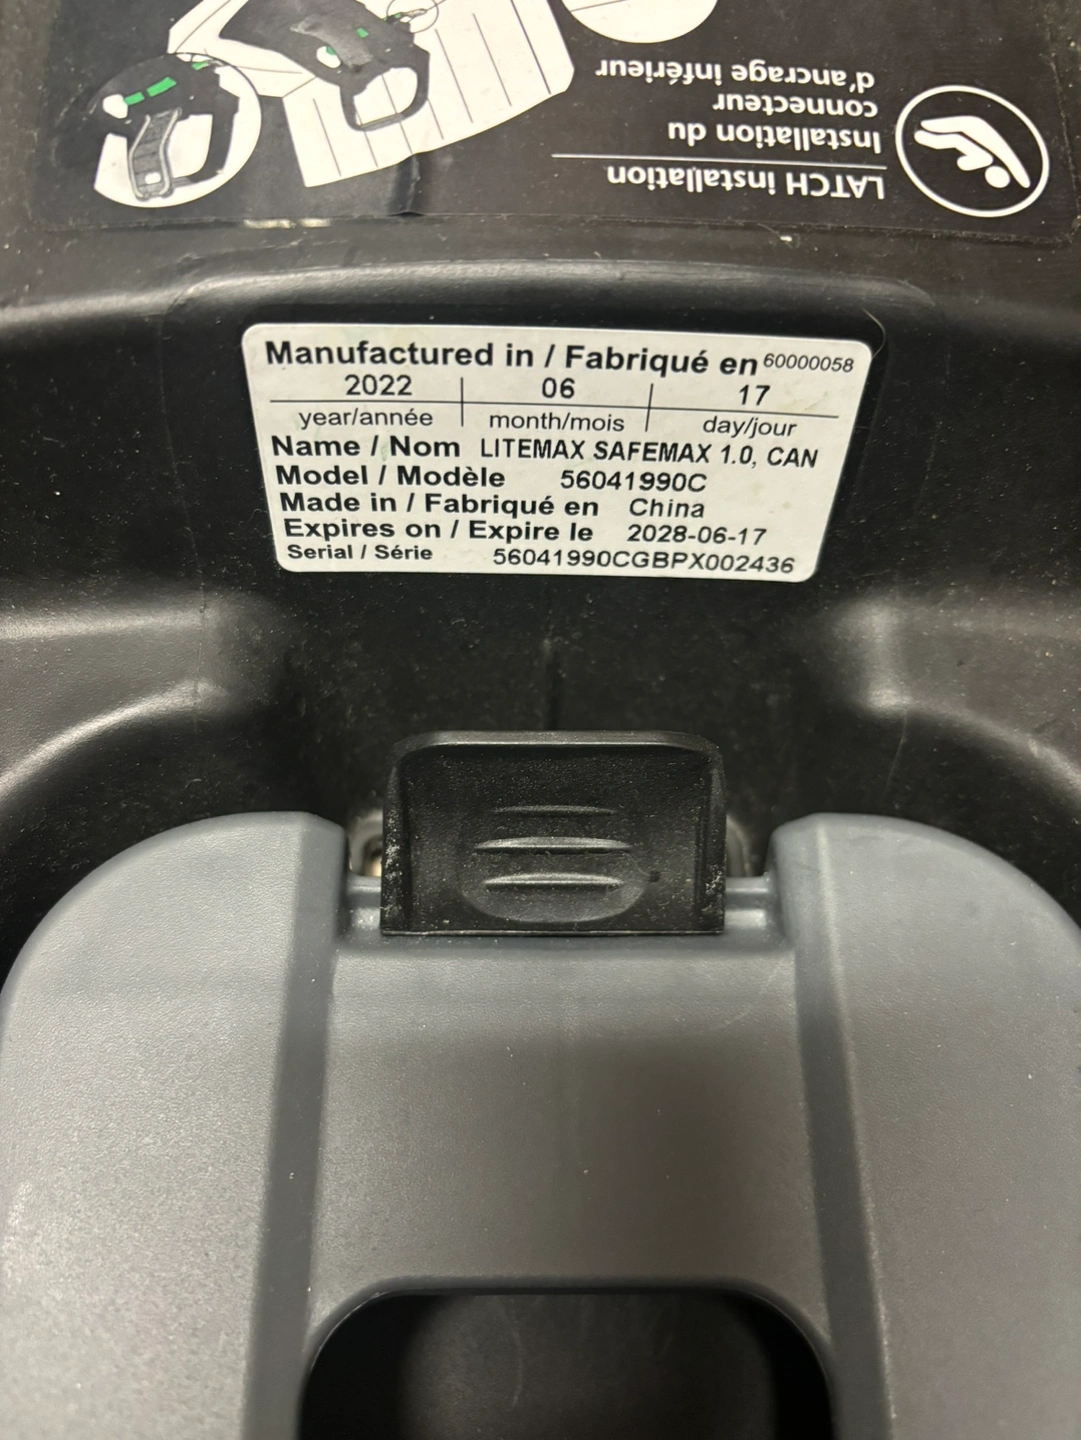 LATCH installation
Installation du
connecteur
d'ancrage inférieur
Manufactured in / Fabriqué en 60000058
2022 06 17
year/année month/mois day/jour
Name / Nom LITEMAX SAFEMAX 1.0, CAN
Model / Modèle 56041990C
Made in / Fabriqué en China
Expires on / Expire le 2028-06-17
Serial / Série 56041990CGBPX002436